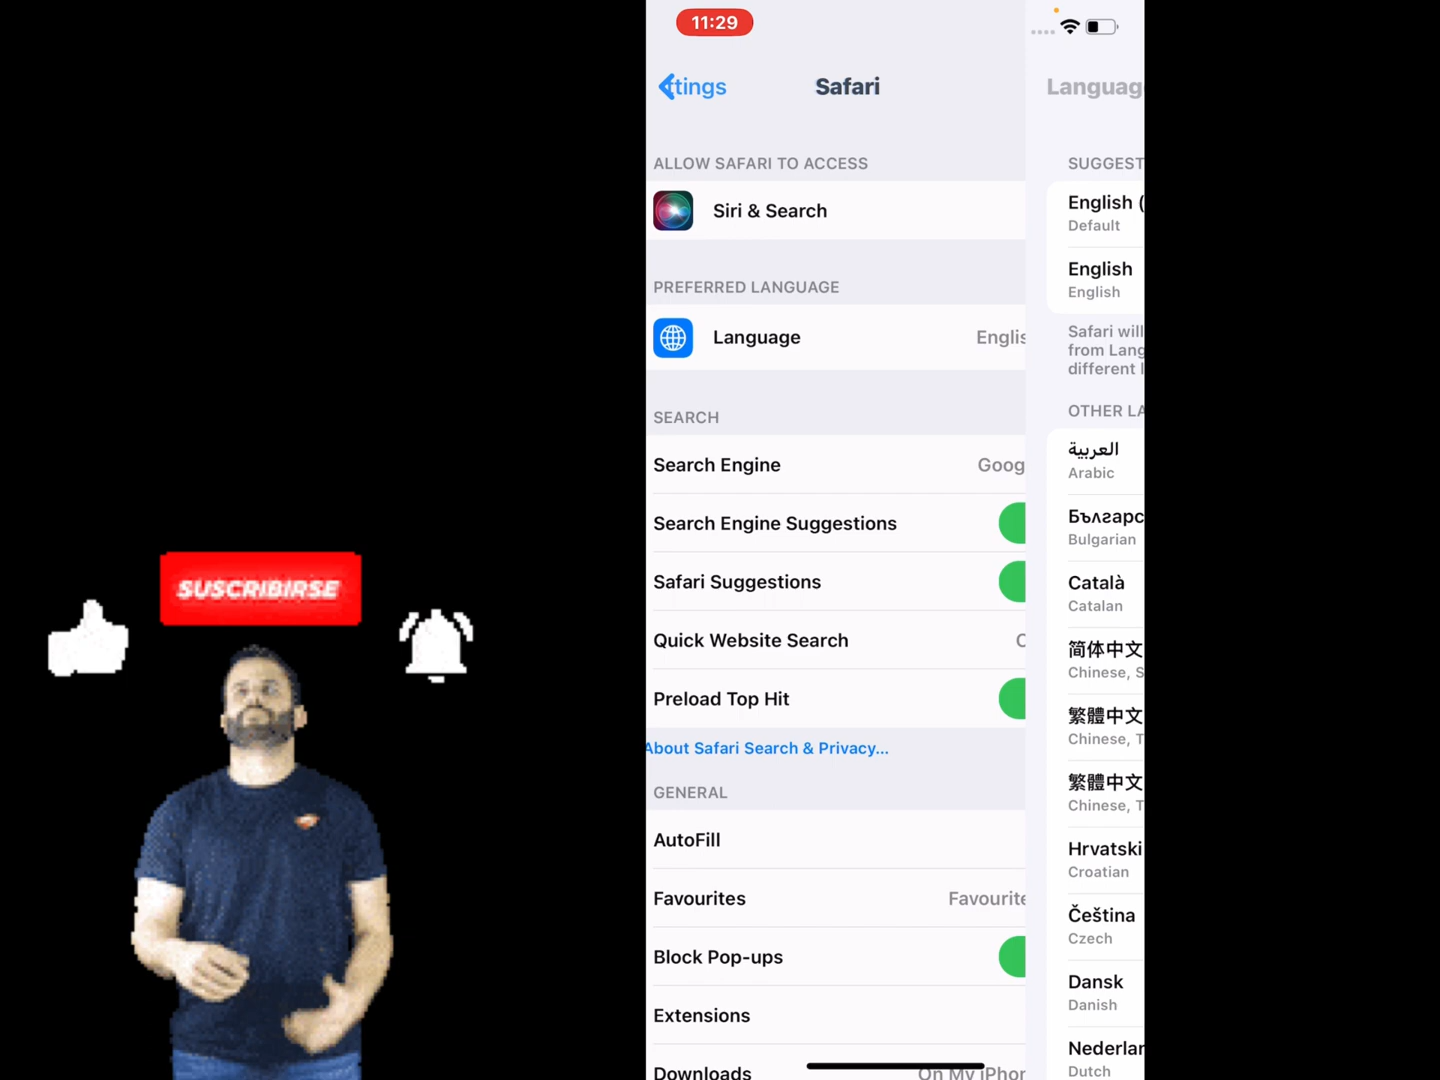 11:29
ttings
Safari
Languag
ALLOW SAFARI TO ACCESS
Siri & Search
PREFERRED LANGUAGE
Language
Englis
SEARCH
Search Engine
Goog
Search Engine Suggestions
Safari Suggestions
Quick Website Search
Preload Top Hit
About Safari Search & Privacy...
GENERAL
AutoFill
Favourites
Favourite
Block Pop-ups
Extensions
Downloads
On My iPhon
SUGGEST
English (
Default
English
English
Safari will
from Lang
different l
OTHER LA
العربية
Arabic
Българс
Bulgarian
Català
Catalan
简体中文
Chinese, S
繁體中文
Chinese, T
繁體中文
Chinese, T
Hrvatski
Croatian
Čeština
Czech
Dansk
Danish
Nederlan
Dutch
SUSCRIBIRSE